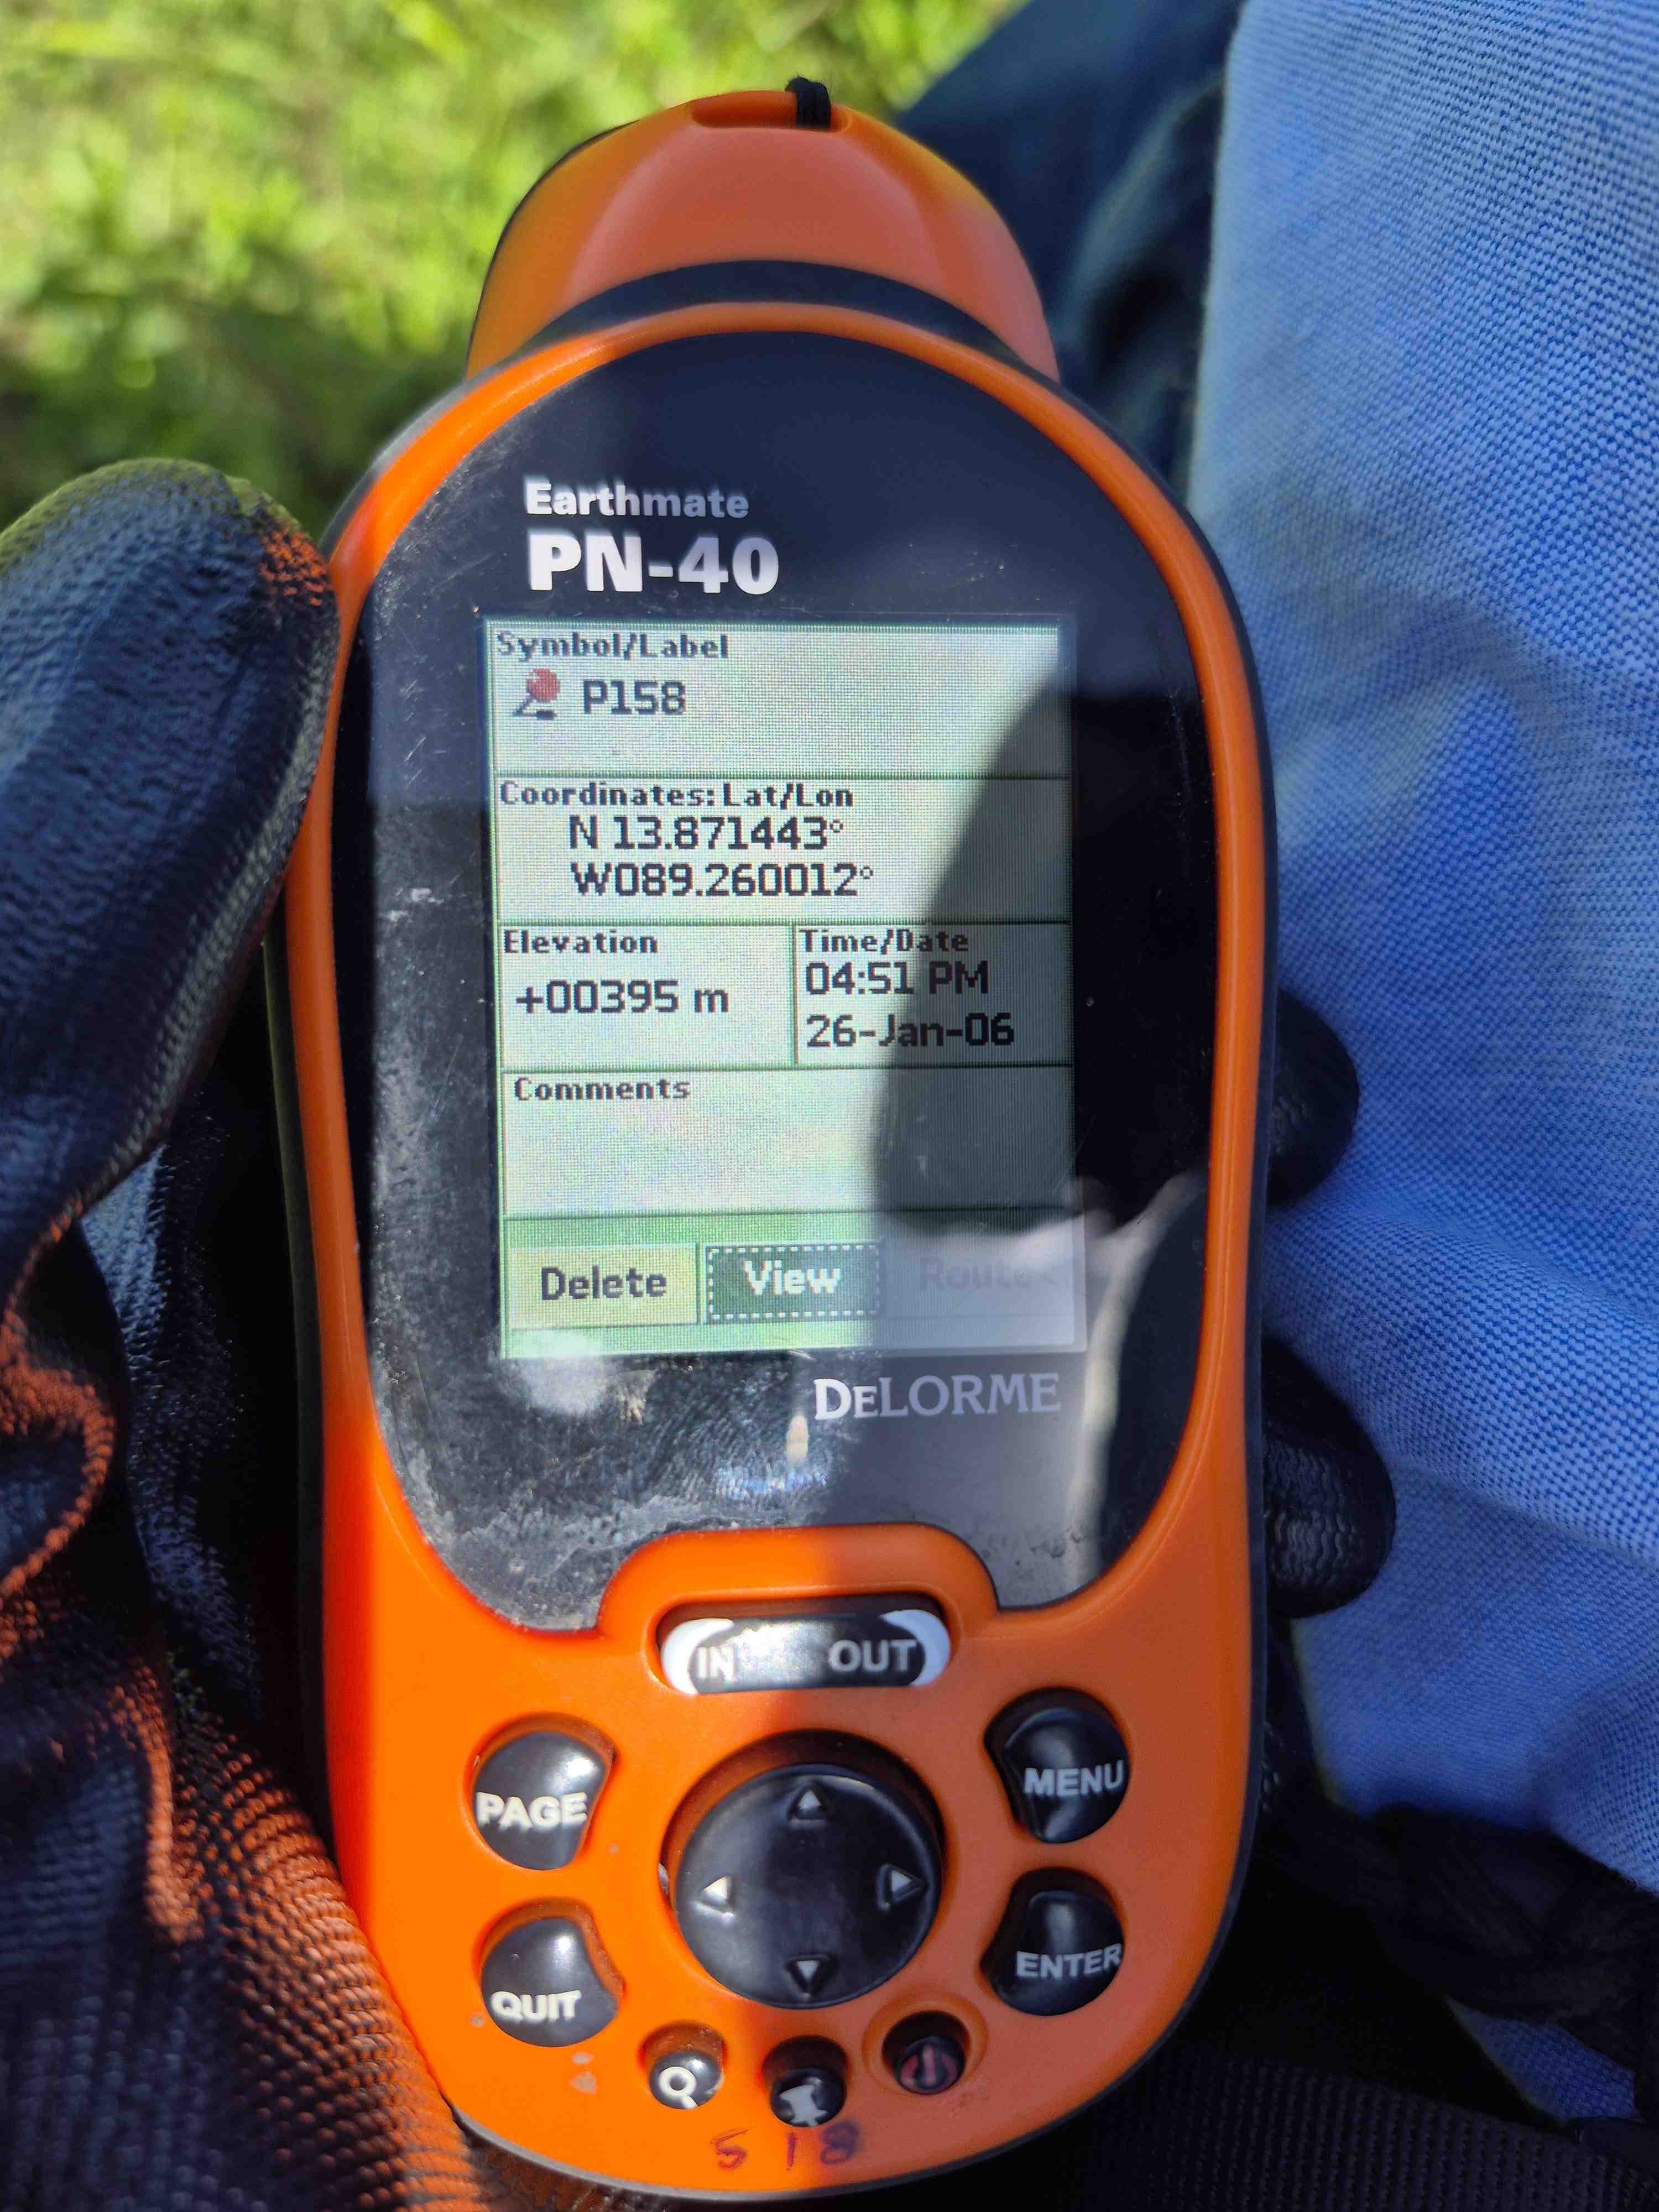 Earthmate
PN-40
Symbol/Label
P158
Coordinates: Lat/Lon
N 13.871443°
W089.260012°
Elevation
+00395 m
Time/Date
04:51 PM
26-Jan-06
Comments
Delete View Route
DELORME
IN OUT
PAGE MENU
QUIT ENTER
518